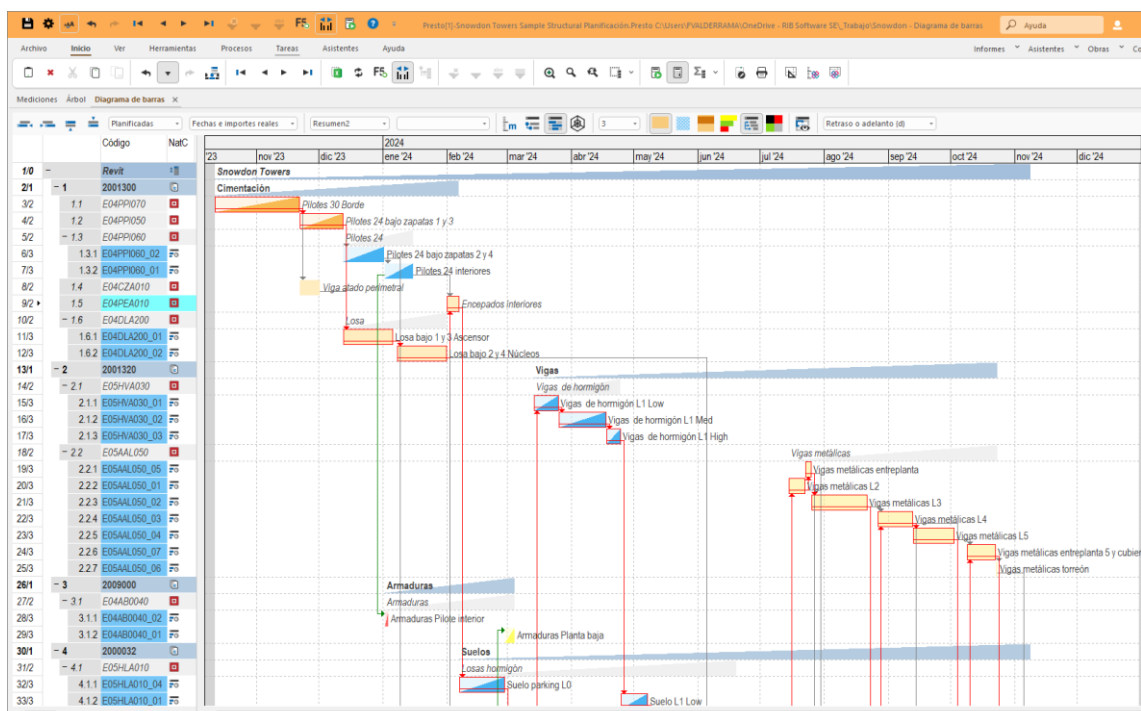 Presto[1]-Snowdon Towers Sample Structural Planificación.Presto C:\Users\FVALDERRAMA\OneDrive - RIB Software SE\_Trabajo\Snowdon - Diagrama de barras
Ayuda
Archivo Inicio Ver Herramientas Procesos Tareas Asistentes Ayuda Informes Asistentes Obras Co
F5
Mediciones Árbol Diagrama de barras ×
Planificadas Fechas e importes reales Resumen2 3 Retraso o adelanto (d)
Código NatC 2024
'23 nov '23 dic '23 ene '24 feb '24 mar '24 abr '24 may '24 jun '24 jul '24 ago '24 sep '24 oct '24 nov '24 dic '24
1/0 - Revit Snowdon Towers
2/1 - 1 2001300 Cimentación
3/2 1.1 E04PPI070 Pilotes 30 Borde
4/2 1.2 E04PPI050 Pilotes 24 bajo zapatas 1 y 3
5/2 - 1.3 E04PPI060 Pilotes 24
6/3 1.3.1 E04PPI060_02 Pilotes 24 bajo zapatas 2 y 4
7/3 1.3.2 E04PPI060_01 Pilotes 24 interiores
8/2 1.4 E04CZA010 Viga atado perimetral
9/2 1.5 E04PEA010 Encepados interiores
10/2 - 1.6 E04DLA200 Losa
11/3 1.6.1 E04DLA200_01 Losa bajo 1 y 3 Ascensor
12/3 1.6.2 E04DLA200_02 Losa bajo 2 y 4 Núcleos
13/1 - 2 2001320 Vigas
14/2 - 2.1 E05HVA030 Vigas de hormigón
15/3 2.1.1 E05HVA030_01 Vigas de hormigón L1 Low
16/3 2.1.2 E05HVA030_02 Vigas de hormigón L1 Med
17/3 2.1.3 E05HVA030_03 Vigas de hormigón L1 High
18/2 - 2.2 E05AAL050 Vigas metálicas
19/3 2.2.1 E05AAL050_05 Vigas metálicas entreplanta
20/3 2.2.2 E05AAL050_01 Vigas metálicas L2
21/3 2.2.3 E05AAL050_02 Vigas metálicas L3
22/3 2.2.4 E05AAL050_03 Vigas metálicas L4
23/3 2.2.5 E05AAL050_04 Vigas metálicas L5
24/3 2.2.6 E05AAL050_07 Vigas metálicas entreplanta 5 y cubier
25/3 2.2.7 E05AAL050_06 Vigas metálicas torreón
26/1 - 3 2009000 Armaduras
27/2 - 3.1 E04AB0040 Armaduras
28/3 3.1.1 E04AB0040_02 Armaduras Pilote interior
29/3 3.1.2 E04AB0040_01 Armaduras Planta baja
30/1 - 4 2000032 Suelos
31/2 - 4.1 E05HLA010 Losas hormigón
32/3 4.1.1 E05HLA010_04 Suelo parking L0
33/3 4.1.2 E05HLA010_01 Suelo L1 Low